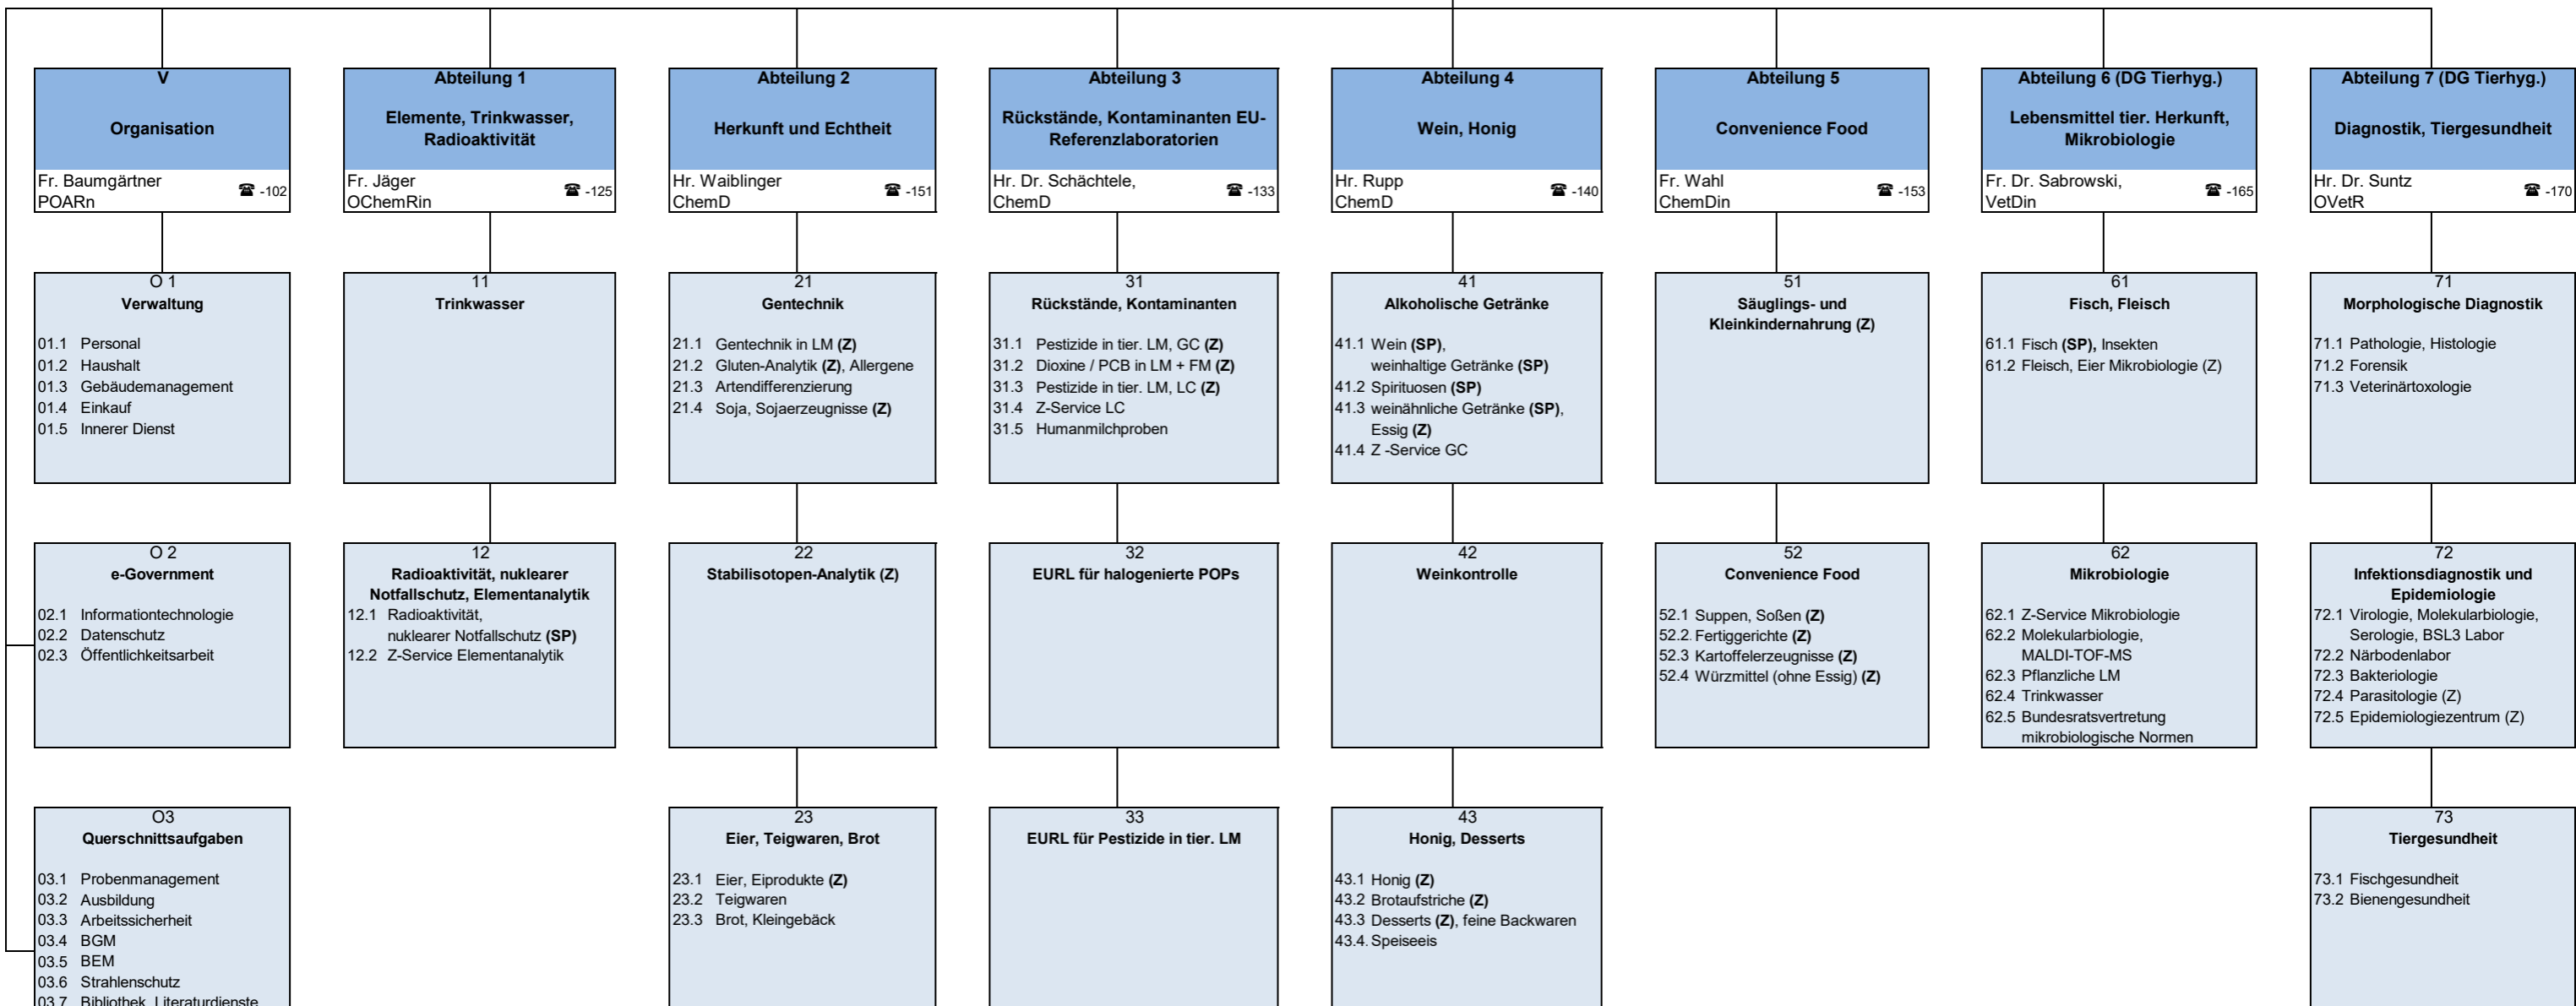 V
Organisation
Fr. Baumgärtner
POARn
☎ -102
O 1
Verwaltung
01.1 Personal
01.2 Haushalt
01.3 Gebäudemanagement
01.4 Einkauf
01.5 Innerer Dienst
O 2
e-Government
02.1 Informationtechnologie
02.2 Datenschutz
02.3 Öffentlichkeitsarbeit
O3
Querschnittsaufgaben
03.1 Probenmanagement
03.2 Ausbildung
03.3 Arbeitssicherheit
03.4 BGM
03.5 BEM
03.6 Strahlenschutz
03.7 Bibliothek, Literaturdienste
Abteilung 1
Elemente, Trinkwasser,
Radioaktivität
Fr. Jäger
OChemRin
☎ -125
11
Trinkwasser
12
Radioaktivität, nuklearer
Notfallschutz, Elementanalytik
12.1 Radioaktivität,
nuklearer Notfallschutz (SP)
12.2 Z-Service Elementanalytik
Abteilung 2
Herkunft und Echtheit
Hr. Waiblinger
ChemD
☎ -151
21
Gentechnik
21.1 Gentechnik in LM (Z)
21.2 Gluten-Analytik (Z), Allergene
21.3 Artendifferenzierung
21.4 Soja, Sojaerzeugnisse (Z)
22
Stabilisotopen-Analytik (Z)
23
Eier, Teigwaren, Brot
23.1 Eier, Eiprodukte (Z)
23.2 Teigwaren
23.3 Brot, Kleingebäck
Abteilung 3
Rückstände, Kontaminanten EU-
Referenzlaboratorien
Hr. Dr. Schächtele,
ChemD
☎ -133
31
Rückstände, Kontaminanten
31.1 Pestizide in tier. LM, GC (Z)
31.2 Dioxine / PCB in LM + FM (Z)
31.3 Pestizide in tier. LM, LC (Z)
31.4 Z-Service LC
31.5 Humanmilchproben
32
EURL für halogenierte POPs
33
EURL für Pestizide in tier. LM
Abteilung 4
Wein, Honig
Hr. Rupp
ChemD
☎ -140
41
Alkoholische Getränke
41.1 Wein (SP),
weinhaltige Getränke (SP)
41.2 Spirituosen (SP)
41.3 weinähnliche Getränke (SP),
Essig (Z)
41.4 Z -Service GC
42
Weinkontrolle
43
Honig, Desserts
43.1 Honig (Z)
43.2 Brotaufstriche (Z)
43.3 Desserts (Z), feine Backwaren
43.4. Speiseeis
Abteilung 5
Convenience Food
Fr. Wahl
ChemDin
☎ -153
51
Säuglings- und
Kleinkindernahrung (Z)
52
Convenience Food
52.1 Suppen, Soßen (Z)
52.2. Fertiggerichte (Z)
52.3 Kartoffelerzeugnisse (Z)
52.4 Würzmittel (ohne Essig) (Z)
Abteilung 6 (DG Tierhyg.)
Lebensmittel tier. Herkunft,
Mikrobiologie
Fr. Dr. Sabrowski,
VetDin
☎ -165
61
Fisch, Fleisch
61.1 Fisch (SP), Insekten
61.2 Fleisch, Eier Mikrobiologie (Z)
62
Mikrobiologie
62.1 Z-Service Mikrobiologie
62.2 Molekularbiologie,
MALDI-TOF-MS
62.3 Pflanzliche LM
62.4 Trinkwasser
62.5 Bundesratsvertretung
mikrobiologische Normen
Abteilung 7 (DG Tierhyg.)
Diagnostik, Tiergesundheit
Hr. Dr. Suntz
OVetR
☎ -170
71
Morphologische Diagnostik
71.1 Pathologie, Histologie
71.2 Forensik
71.3 Veterinärtoxologie
72
Infektionsdiagnostik und
Epidemiologie
72.1 Virologie, Molekularbiologie,
Serologie, BSL3 Labor
72.2 Närbodenlabor
72.3 Bakteriologie
72.4 Parasitologie (Z)
72.5 Epidemiologiezentrum (Z)
73
Tiergesundheit
73.1 Fischgesundheit
73.2 Bienengesundheit